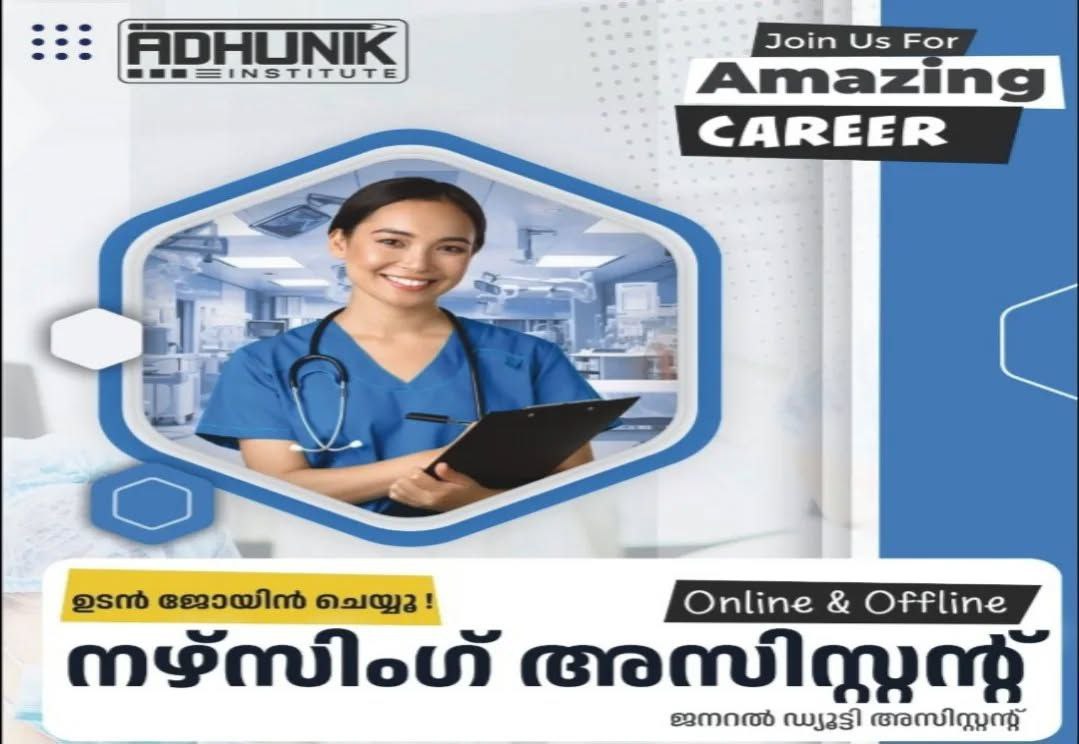 ADHUNIK
INSTITUTE
Join Us For
Amazing
CAREER
ഉടൻ ജോയിൻ ചെയ്യൂ !
Online & Offline
നഴ്സിംഗ് അസിസ്റ്റന്റ്
ജനറൽ ഡ്യൂട്ടി അസിസ്റ്റന്റ്